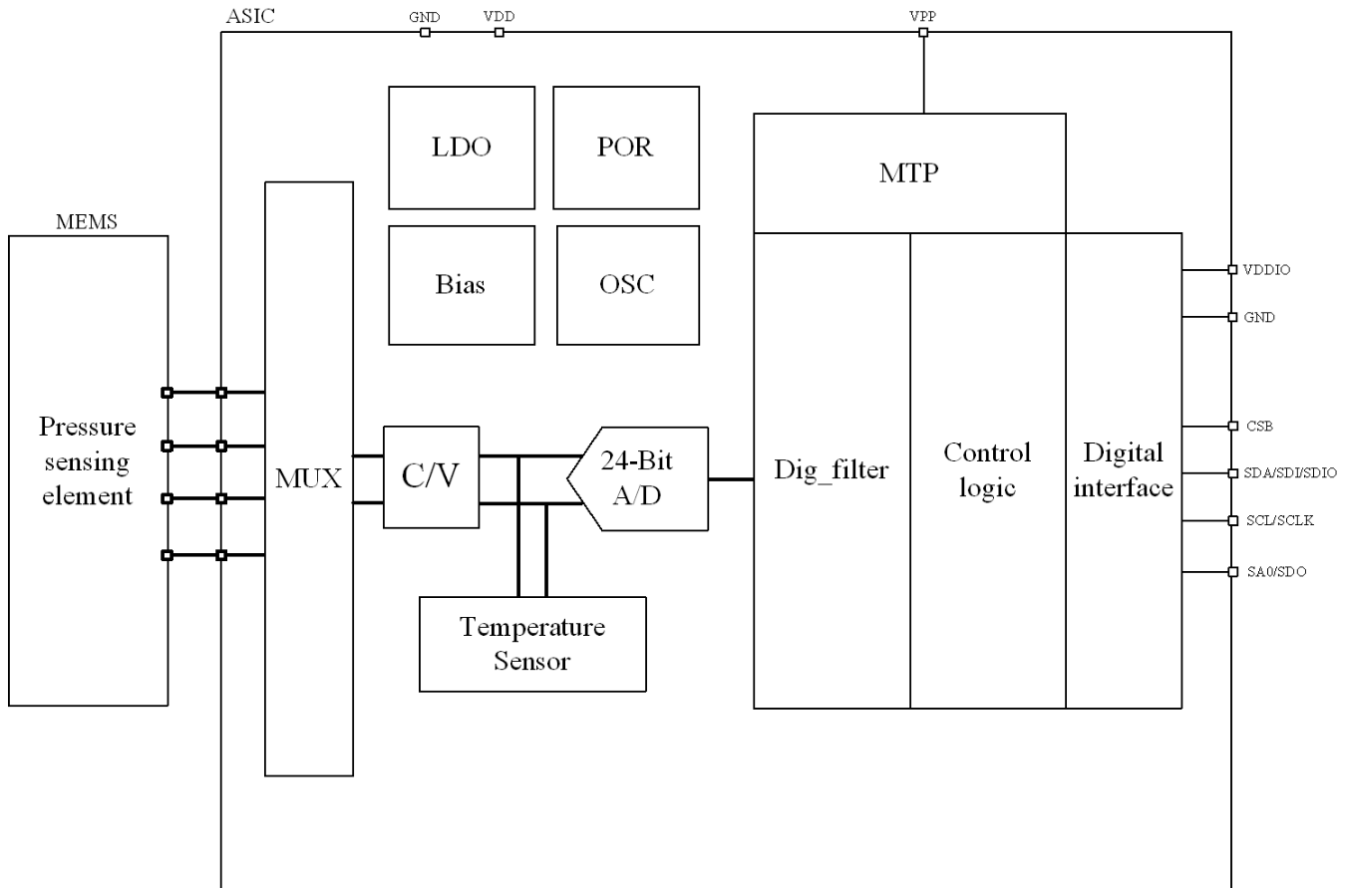 ASIC
GND
VDD
VPP
LDO
POR
MTP
MEMS
Bias
OSC
VDDIO
GND
Pressure
sensing
element
MUX
C/V
24-Bit
A/D
Dig_filter
Control
logic
Digital
interface
CSB
SDA/SDI/SDIO
SCL/SCLK
SA0/SDO
Temperature
Sensor